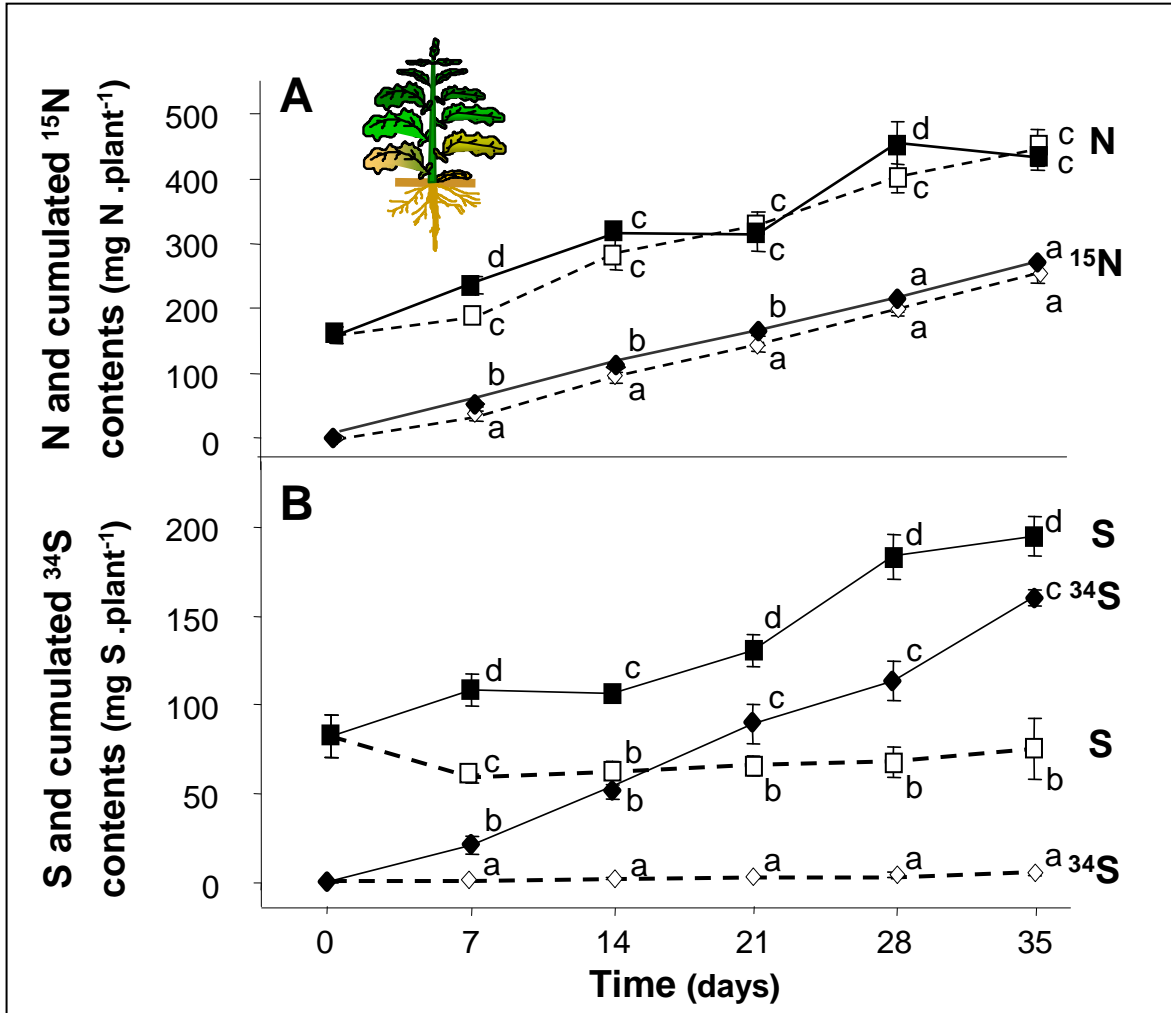 A
N and cumulated ¹⁵N
contents (mg N .plant⁻¹)
500
400
300
200
100
0
d
c
c
c
c
c
d
c
c
c
N
b
a
b
a
b
a
a
a
a
a
¹⁵N
B
S and cumulated ³⁴S
contents (mg S .plant⁻¹)
200
150
100
50
0
d
c
d
d
d
S
b
b
c
c
c
³⁴S
c
b
b
b
b
S
a
a
a
a
a
³⁴S
0 7 14 21 28 35
Time (days)